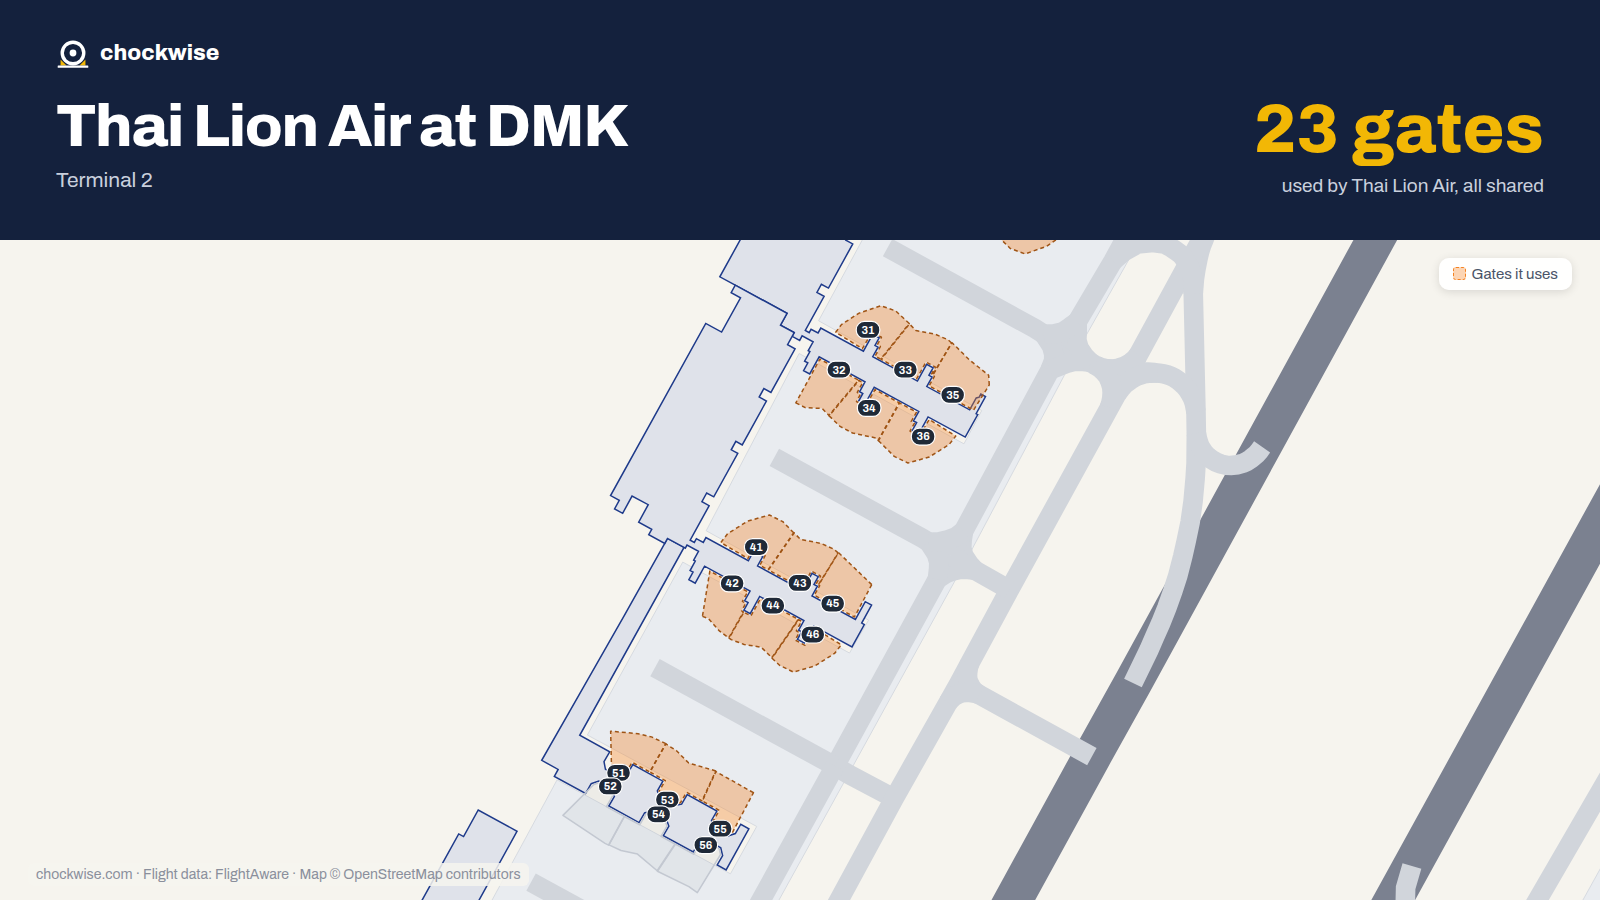 chockwise
Thai Lion Air at DMK
Terminal 2
23 gates
used by Thai Lion Air, all shared
Gates it uses
31
32
33
34
35
36
41
42
43
44
45
46
51
52
53
54
55
56
chockwise.com · Flight data: FlightAware · Map © OpenStreetMap contributors